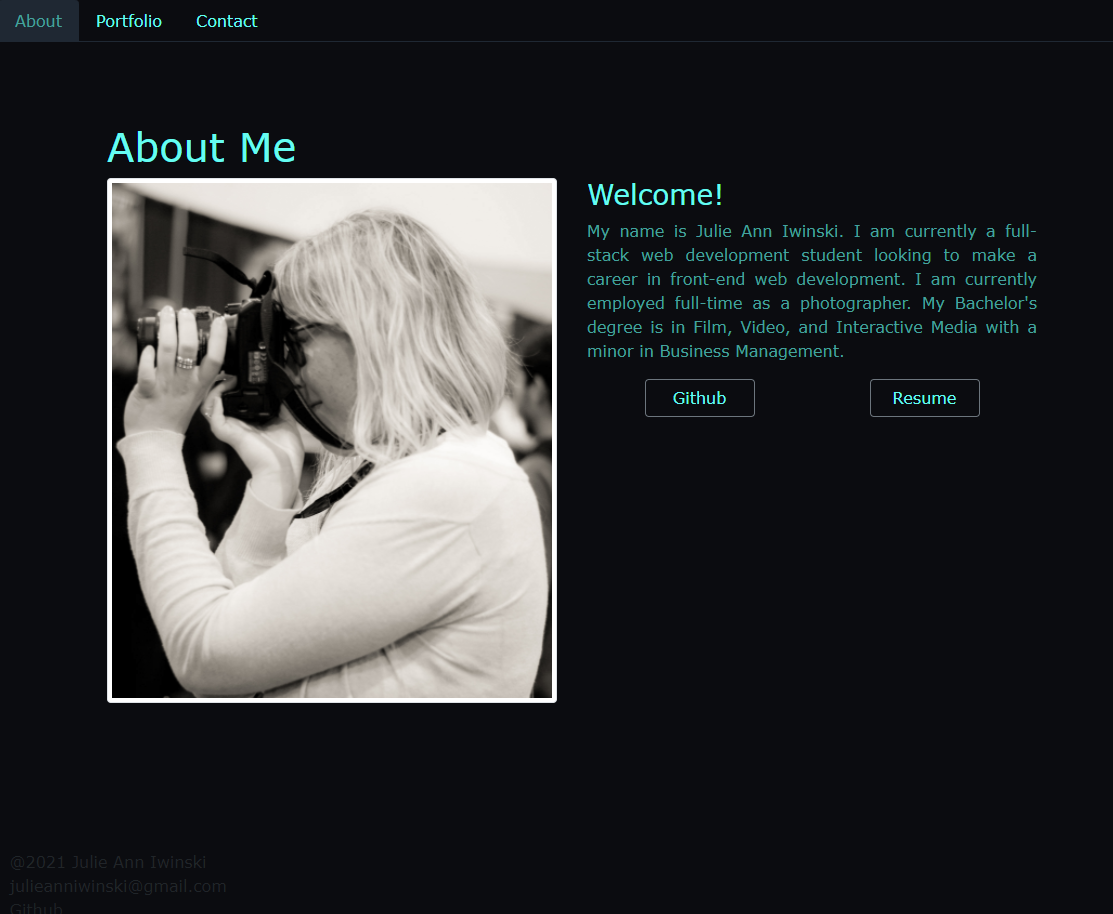 About Portfolio Contact
About Me
Welcome!
My name is Julie Ann Iwinski. I am currently a full-
stack web development student looking to make a
career in front-end web development. I am currently
employed full-time as a photographer. My Bachelor's
degree is in Film, Video, and Interactive Media with a
minor in Business Management.
Github Resume
@2021 Julie Ann Iwinski
julieanniwinski@gmail.com
Github